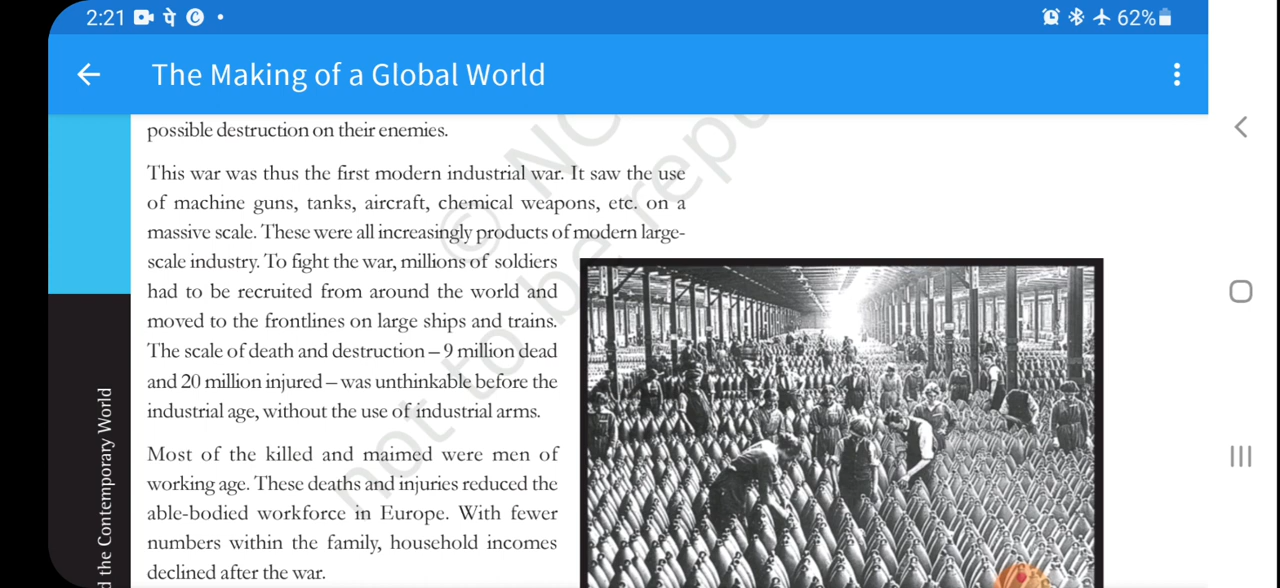 2:21
62%
The Making of a Global World
possible destruction on their enemies.
This war was thus the first modern industrial war. It saw the use
of machine guns, tanks, aircraft, chemical weapons, etc. on a
massive scale. These were all increasingly products of modern large-
scale industry. To fight the war, millions of soldiers
had to be recruited from around the world and
moved to the frontlines on large ships and trains.
The scale of death and destruction – 9 million dead
and 20 million injured – was unthinkable before the
industrial age, without the use of industrial arms.
Most of the killed and maimed were men of
working age. These deaths and injuries reduced the
able-bodied workforce in Europe. With fewer
numbers within the family, household incomes
declined after the war.
d the Contemporary World
© NC
not to be repu